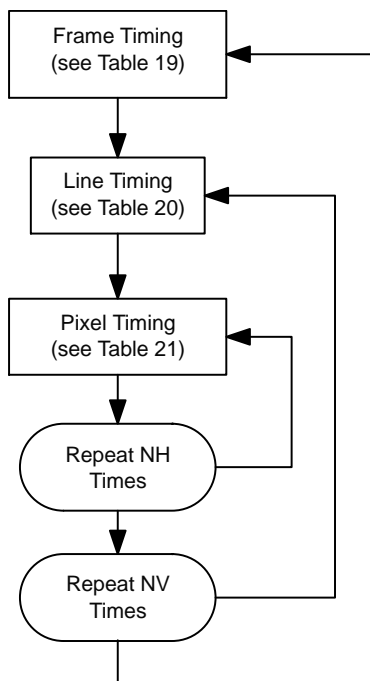 Frame Timing
(see Table 19)
Line Timing
(see Table 20)
Pixel Timing
(see Table 21)
Repeat NH
Times
Repeat NV
Times